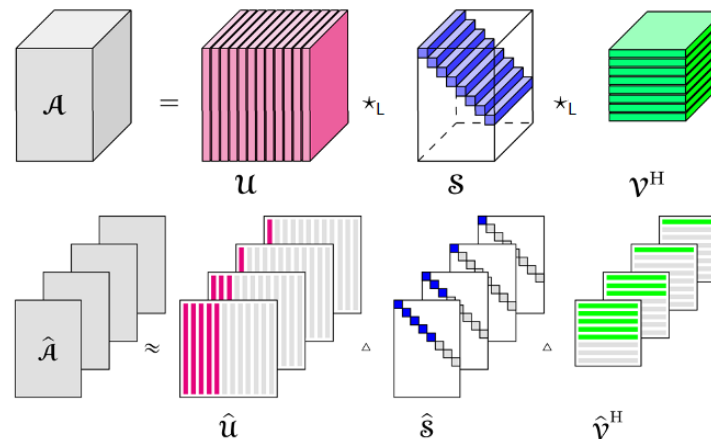 𝓐 = ⋆L ⋆L
𝓤 𝓢 𝓥ᴴ
𝓐̂ ≈ △ △
𝓤̂ 𝓢̂ 𝓥̂ᴴ